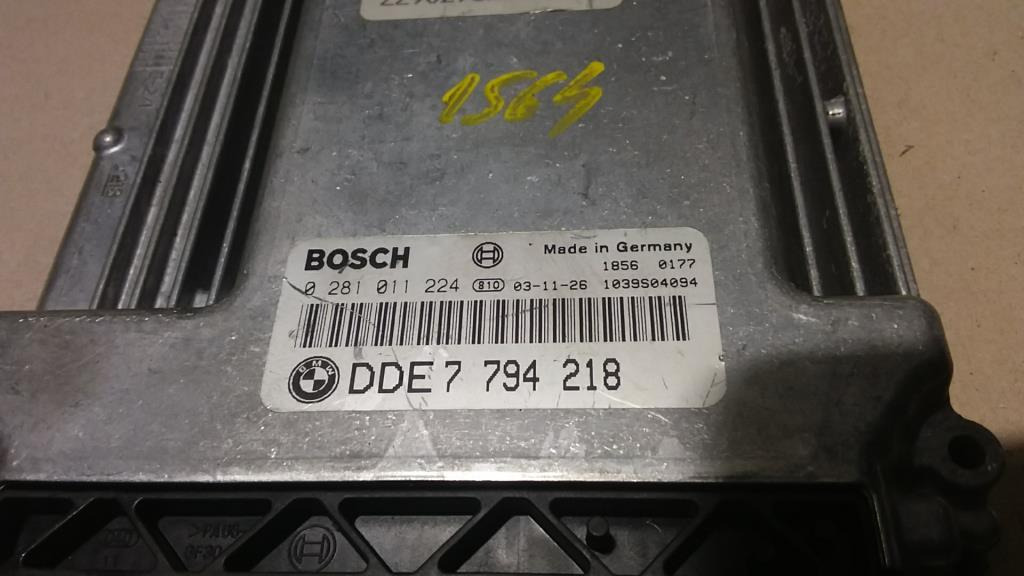 1564
BOSCH Made in Germany
1856 0177
0 281 011 224 810 03-11-26 1039S04094
BMW DDE 7 794 218